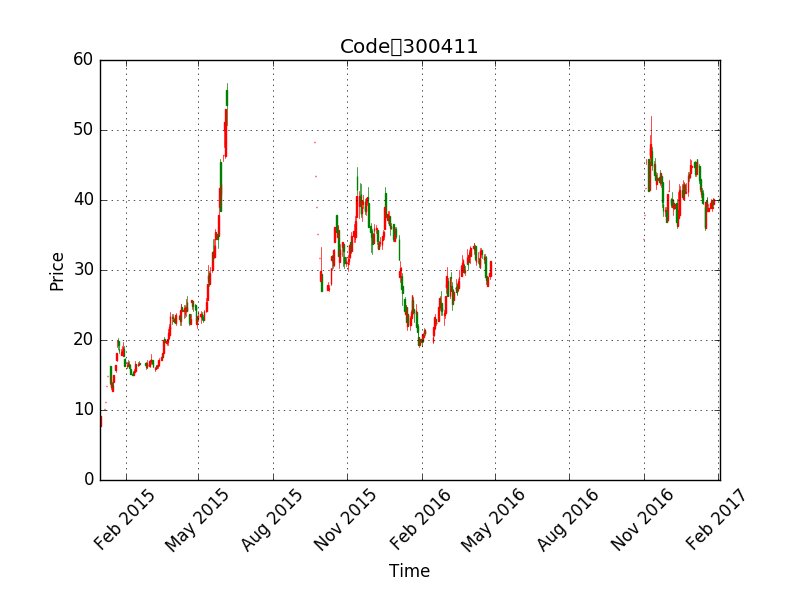 Code▯300411
60
50
40
30
20
10
0
Price
Feb 2015
May 2015
Aug 2015
Nov 2015
Feb 2016
May 2016
Aug 2016
Nov 2016
Feb 2017
Time